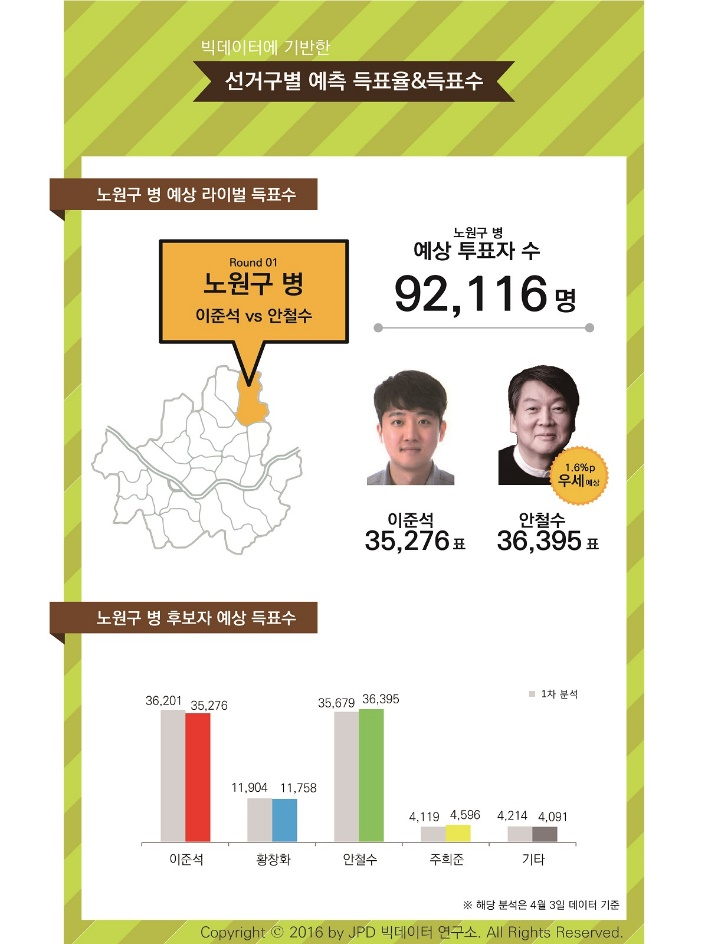 빅데이터에 기반한
선거구별 예측 득표율&득표수
노원구 병 예상 라이벌 득표수
Round 01
노원구 병
이준석 vs 안철수
노원구 병
예상 투표자 수
92,116 명
1.6%p
우세예상
이준석
35,276 표
안철수
36,395 표
노원구 병 후보자 예상 득표수
1차 분석
36,201 35,276
35,679 36,395
11,904 11,758
4,119 4,596
4,214 4,091
이준석 황창화 안철수 주희준 기타
※ 해당 분석은 4월 3일 데이터 기준
Copyright © 2016 by JPD 빅데이터 연구소. All Rights Reserved.